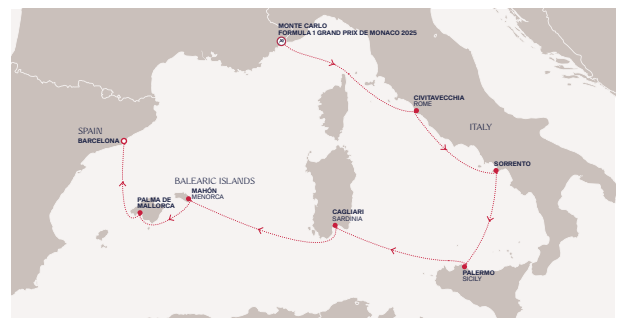 MONTE CARLO
FORMULA 1 GRAND PRIX DE MONACO 2025
CIVITAVECCHIA
ROME
SPAIN
BARCELONA
ITALY
SORRENTO
BALEARIC ISLANDS
MAHÓN
MENORCA
PALMA DE
MALLORCA
CAGLIARI
SARDINIA
PALERMO
SICILY